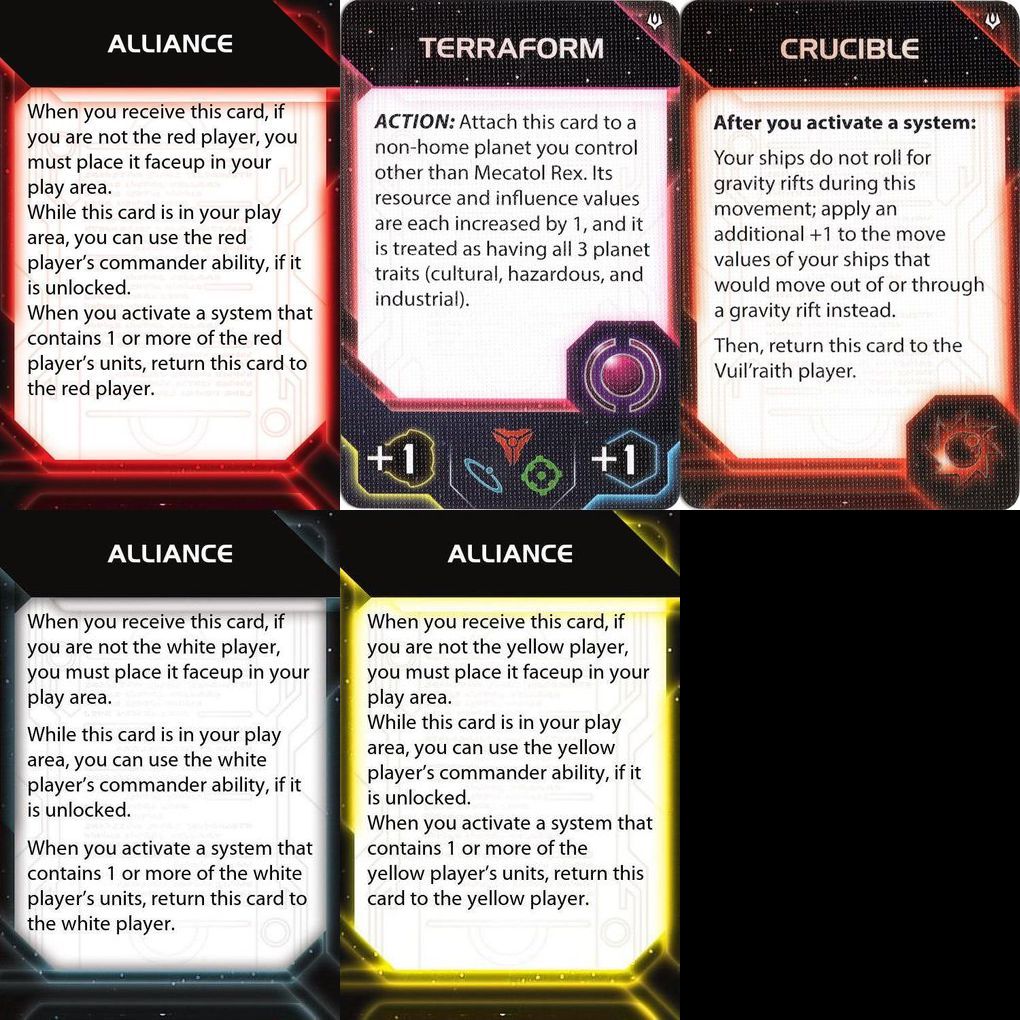 ALLIANCE
When you receive this card, if
you are not the red player, you
must place it faceup in your
play area.
While this card is in your play
area, you can use the red
player's commander ability, if it
is unlocked.
When you activate a system that
contains 1 or more of the red
player's units, return this card to
the red player.
TERRAFORM
ACTION: Attach this card to a
non-home planet you control
other than Mecatol Rex. Its
resource and influence values
are each increased by 1, and it
is treated as having all 3 planet
traits (cultural, hazardous, and
industrial).
+1
+1
CRUCIBLE
After you activate a system:
Your ships do not roll for
gravity rifts during this
movement; apply an
additional +1 to the move
values of your ships that
would move out of or through
a gravity rift instead.
Then, return this card to the
Vuil'raith player.
ALLIANCE
When you receive this card, if
you are not the white player,
you must place it faceup in your
play area.
While this card is in your play
area, you can use the white
player's commander ability, if it
is unlocked.
When you activate a system that
contains 1 or more of the white
player's units, return this card to
the white player.
ALLIANCE
When you receive this card, if
you are not the yellow player,
you must place it faceup in your
play area.
While this card is in your play
area, you can use the yellow
player's commander ability, if it
is unlocked.
When you activate a system that
contains 1 or more of the
yellow player's units, return this
card to the yellow player.